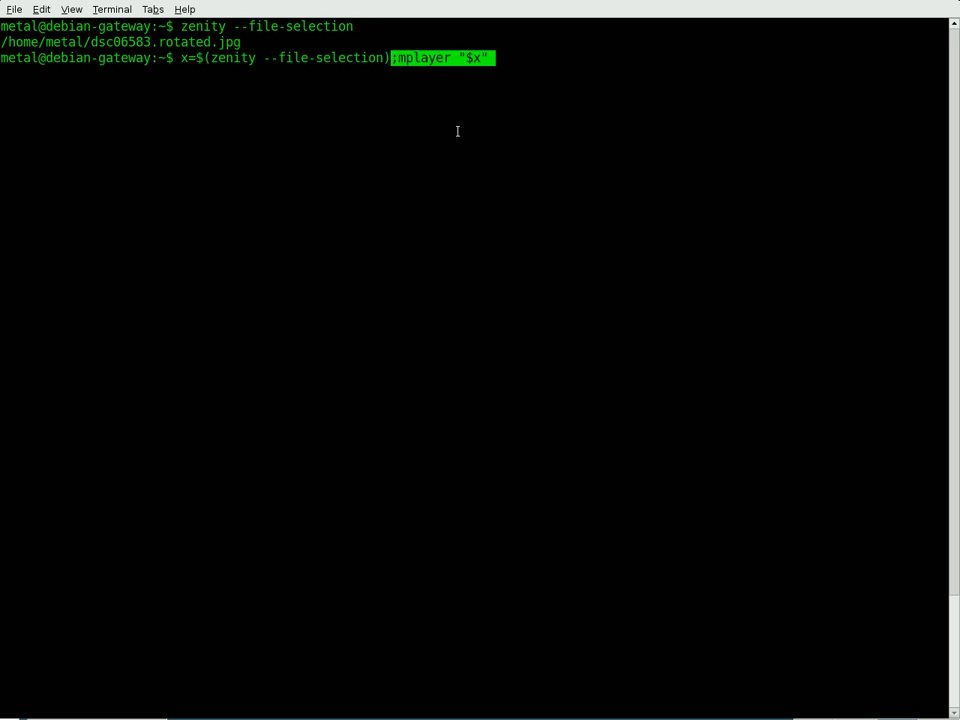 File Edit View Terminal Tabs Help
metal@debian-gateway:~$ zenity --file-selection
/home/metal/dsc06583.rotated.jpg
metal@debian-gateway:~$ x=$(zenity --file-selection);mplayer "$x"